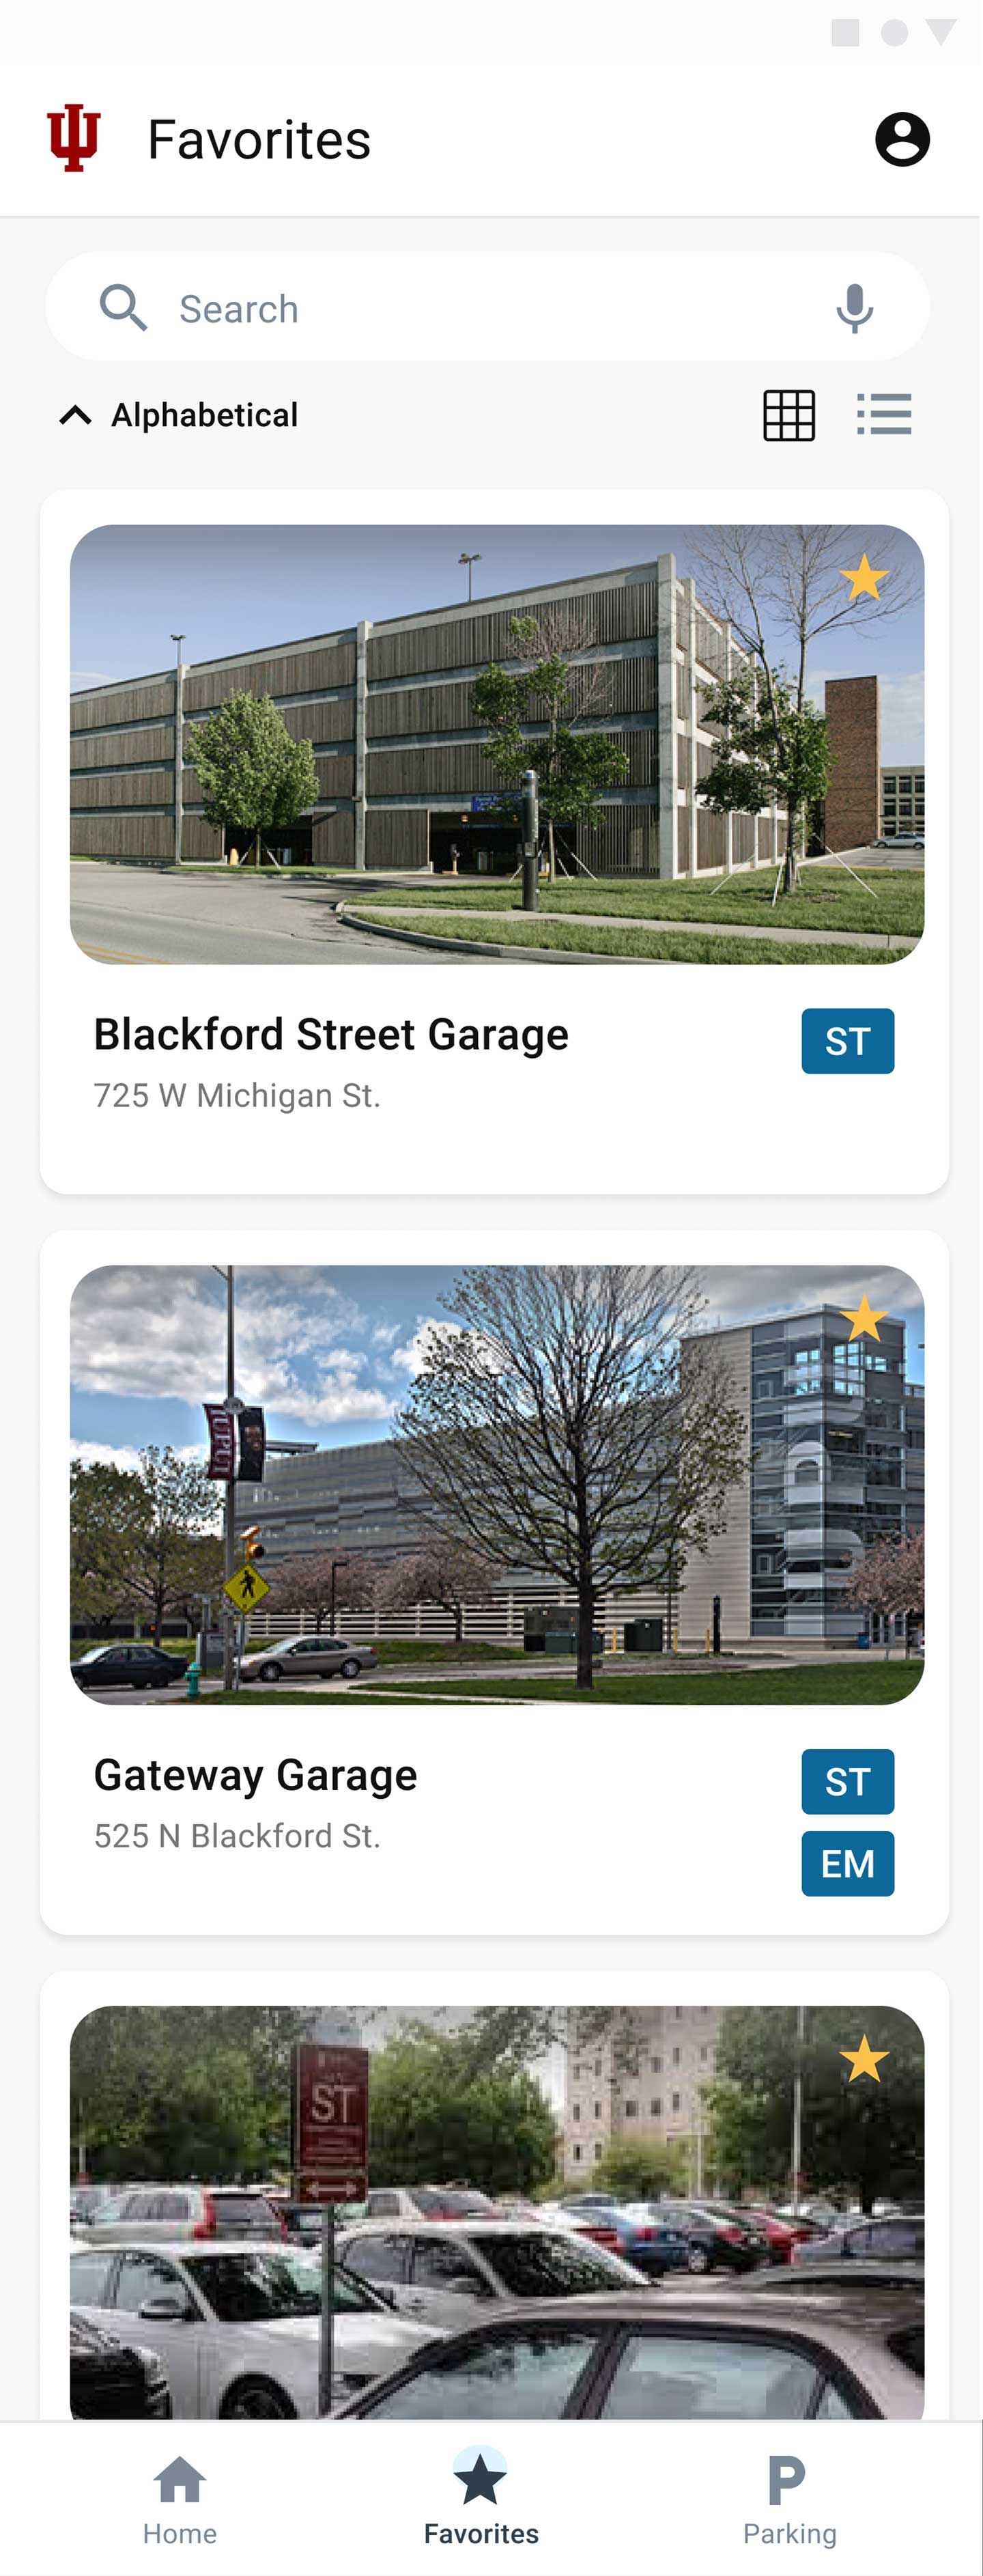 Favorites
Search
Alphabetical
Blackford Street Garage
ST
725 W Michigan St.
IUPUI
Gateway Garage
ST
525 N Blackford St.
EM
ST
Home
Favorites
P
Parking